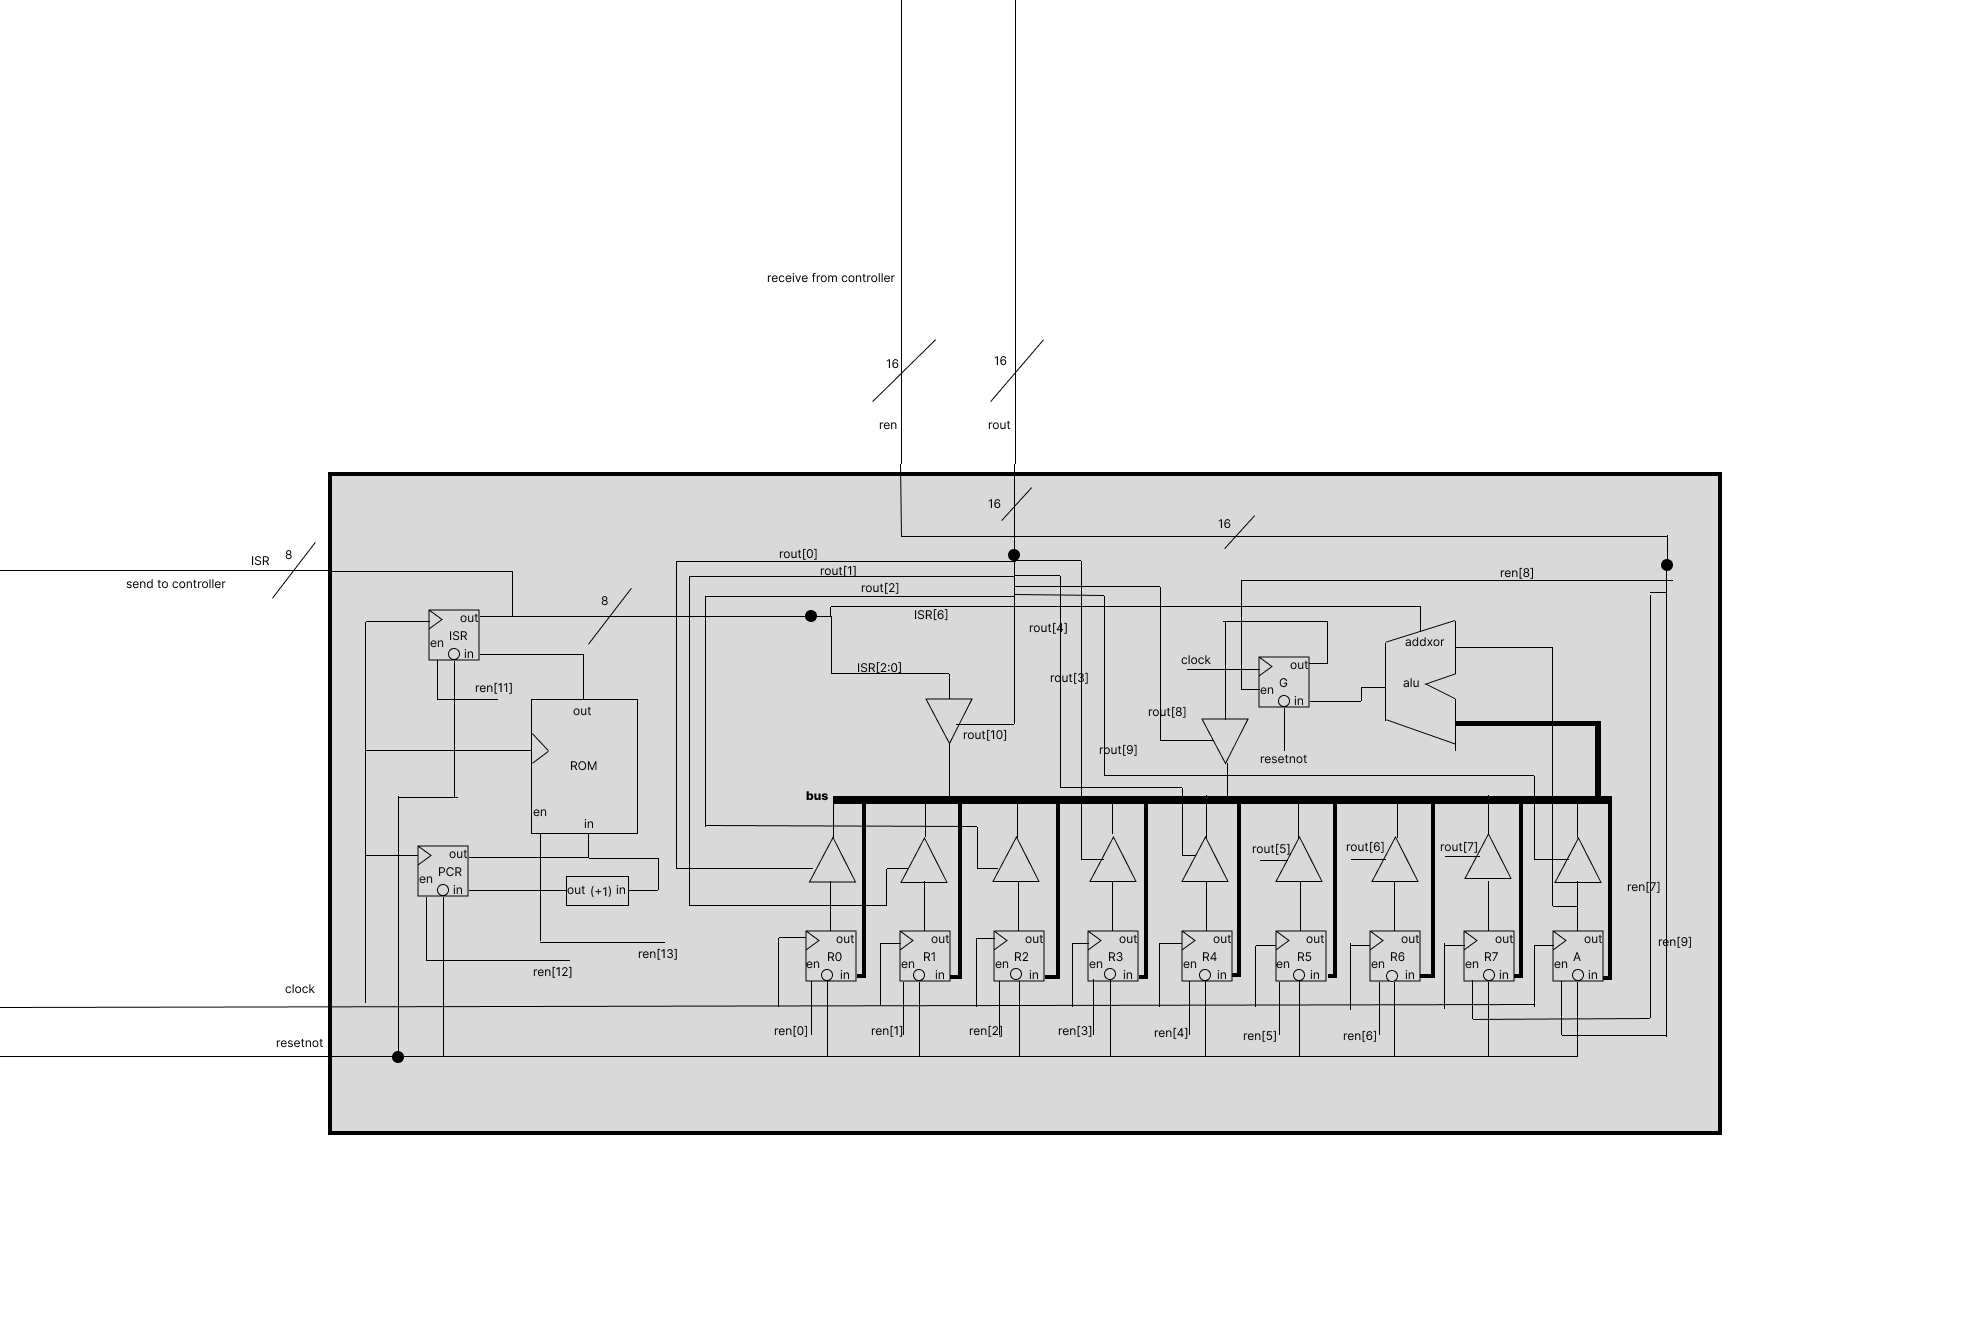 receive from controller
16
16
ren
rout
16
16
ISR
8
send to controller
rout[0]
rout[1]
rout[2]
ren[8]
8
ISR[6]
rout[4]
out
ISR
en
in
addxor
alu
clock
out
G
en
in
resetnot
ISR[2:0]
rout[3]
ren[11]
rout[8]
rout[10]
rout[9]
out
ROM
en
in
bus
out
PCR
en
in
out
(+1)
in
rout[5]
rout[6]
rout[7]
ren[7]
ren[9]
ren[13]
ren[12]
out
R0
en
in
out
R1
en
in
out
R2
en
in
out
R3
en
in
out
R4
en
in
out
R5
en
in
out
R6
en
in
out
R7
en
in
out
A
en
in
clock
ren[0]
ren[1]
ren[2]
ren[3]
ren[4]
ren[5]
ren[6]
resetnot